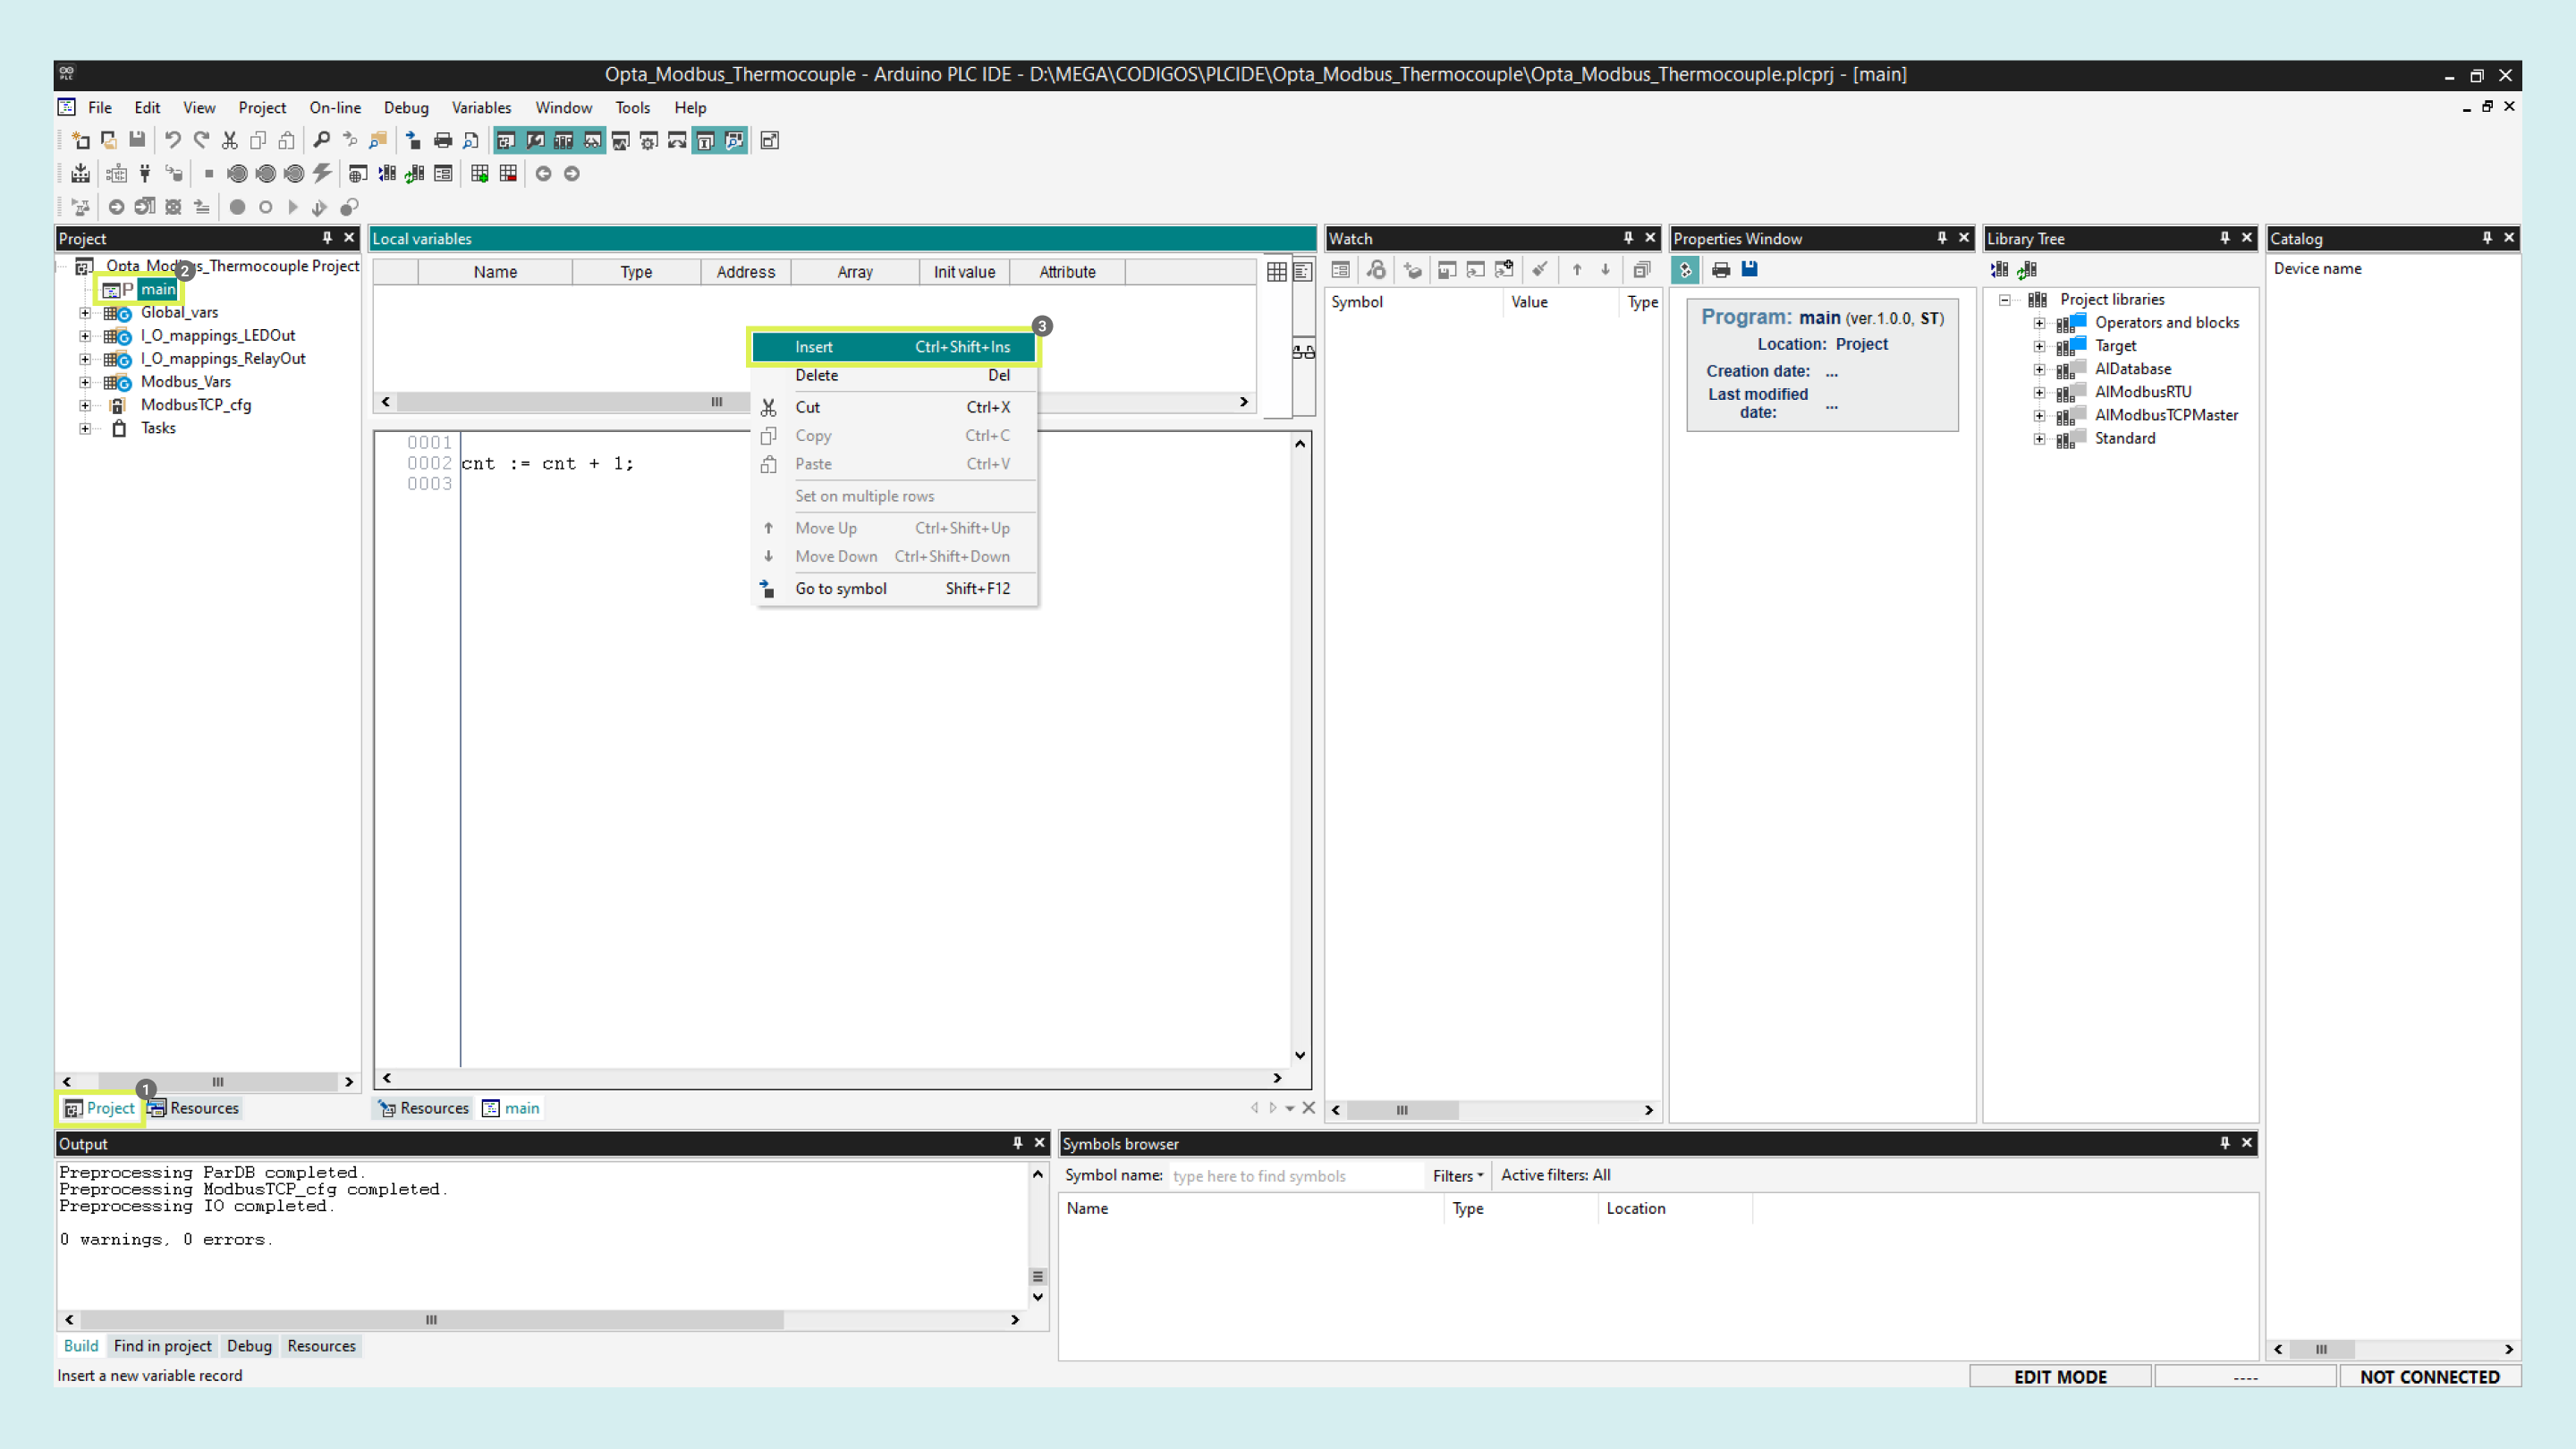 Opta_Modbus_Thermocouple - Arduino PLC IDE - D:\MEGA\CODIGOS\PLCIDE\Opta_Modbus_Thermocouple\Opta_Modbus_Thermocouple.plcprj - [main]
File Edit View Project On-line Debug Variables Window Tools Help
Project
Opta_Modbus_Thermocouple Project
2
P main
Global_vars
I_O_mappings_LEDOut
I_O_mappings_RelayOut
Modbus_Vars
ModbusTCP_cfg
Tasks
1
Project Resources
Local variables
Name Type Address Array Init value Attribute
3
Insert Ctrl+Shift+Ins
Delete Del
Cut Ctrl+X
Copy Ctrl+C
Paste Ctrl+V
Set on multiple rows
Move Up Ctrl+Shift+Up
Move Down Ctrl+Shift+Down
Go to symbol Shift+F12
0001
0002 cnt := cnt + 1;
0003
Resources main
Watch
Symbol Value Type
Properties Window
Program: main (ver.1.0.0, ST)
Location: Project
Creation date: ...
Last modified date: ...
Library Tree
Project libraries
Operators and blocks
Target
AlDatabase
AlModbusRTU
AlModbusTCPMaster
Standard
Catalog
Device name
Output
Preprocessing ParDB completed.
Preprocessing ModbusTCP_cfg completed.
Preprocessing IO completed.
0 warnings, 0 errors.
Build Find in project Debug Resources
Symbols browser
Symbol name: type here to find symbols Filters Active filters: All
Name Type Location
Insert a new variable record
EDIT MODE ---- NOT CONNECTED